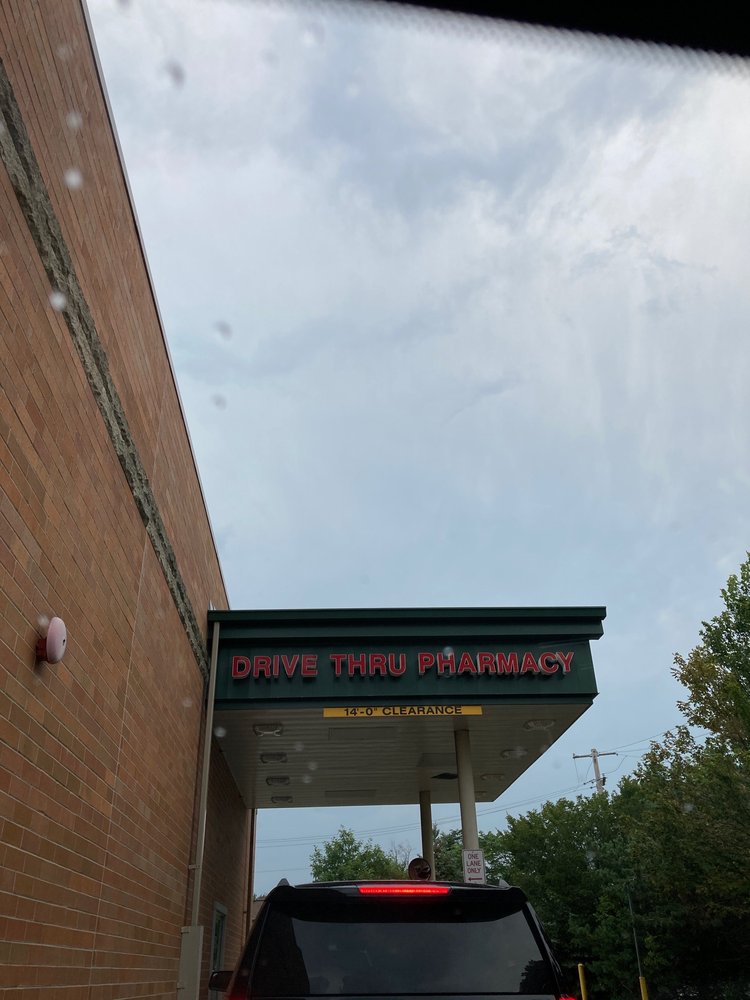 DRIVE THRU PHARMACY
14'-0" CLEARANCE
ONE
LANE
ONLY